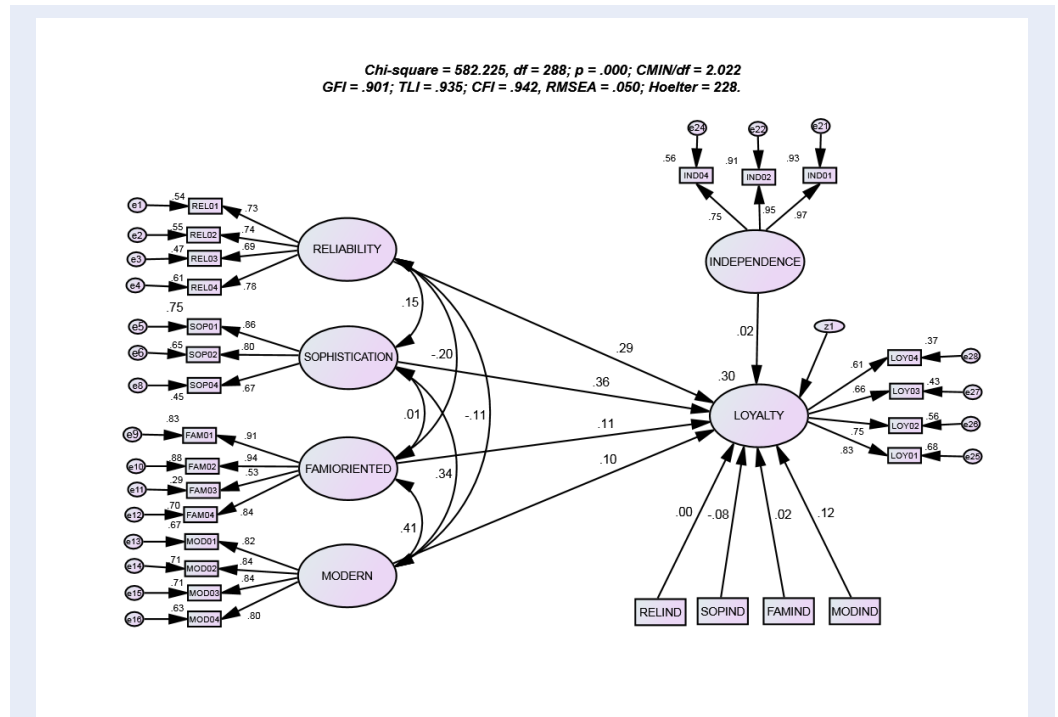 Chi-square = 582.225, df = 288; p = .000; CMIN/df = 2.022
GFI = .901; TLI = .935; CFI = .942, RMSEA = .050; Hoelter = 228.
e24 e22 e21
.56 .91 .93
IND04 IND02 IND01
.75 .95 .97
INDEPENDENCE
.02
e1 .54 REL01 .73
e2 .55 REL02 .74
e3 .47 REL03 .69
e4 .61 REL04 .78
RELIABILITY
.75
e5 SOP01 .86
e6 .65 SOP02 .80
e8 SOP04 .67
.45
SOPHISTICATION
.83
e9 FAM01 .91
e10 .88 FAM02 .94
e11 .29 FAM03 .53
e12 .70 FAM04 .84
FAMIORIENTED
.67
e13 MOD01 .82
e14 .71 MOD02 .84
e15 .71 MOD03 .84
e16 .63 MOD04 .80
MODERN
.15
-.20
-.11
.01
.34
.41
.29
.36
.11
.10
z1
.30
LOYALTY
.61 LOY04 .37 e28
.66 LOY03 .43 e27
.75 LOY02 .56 e26
.83 LOY01 .68 e25
.00 -.08 .02 .12
RELIND SOPIND FAMIND MODIND